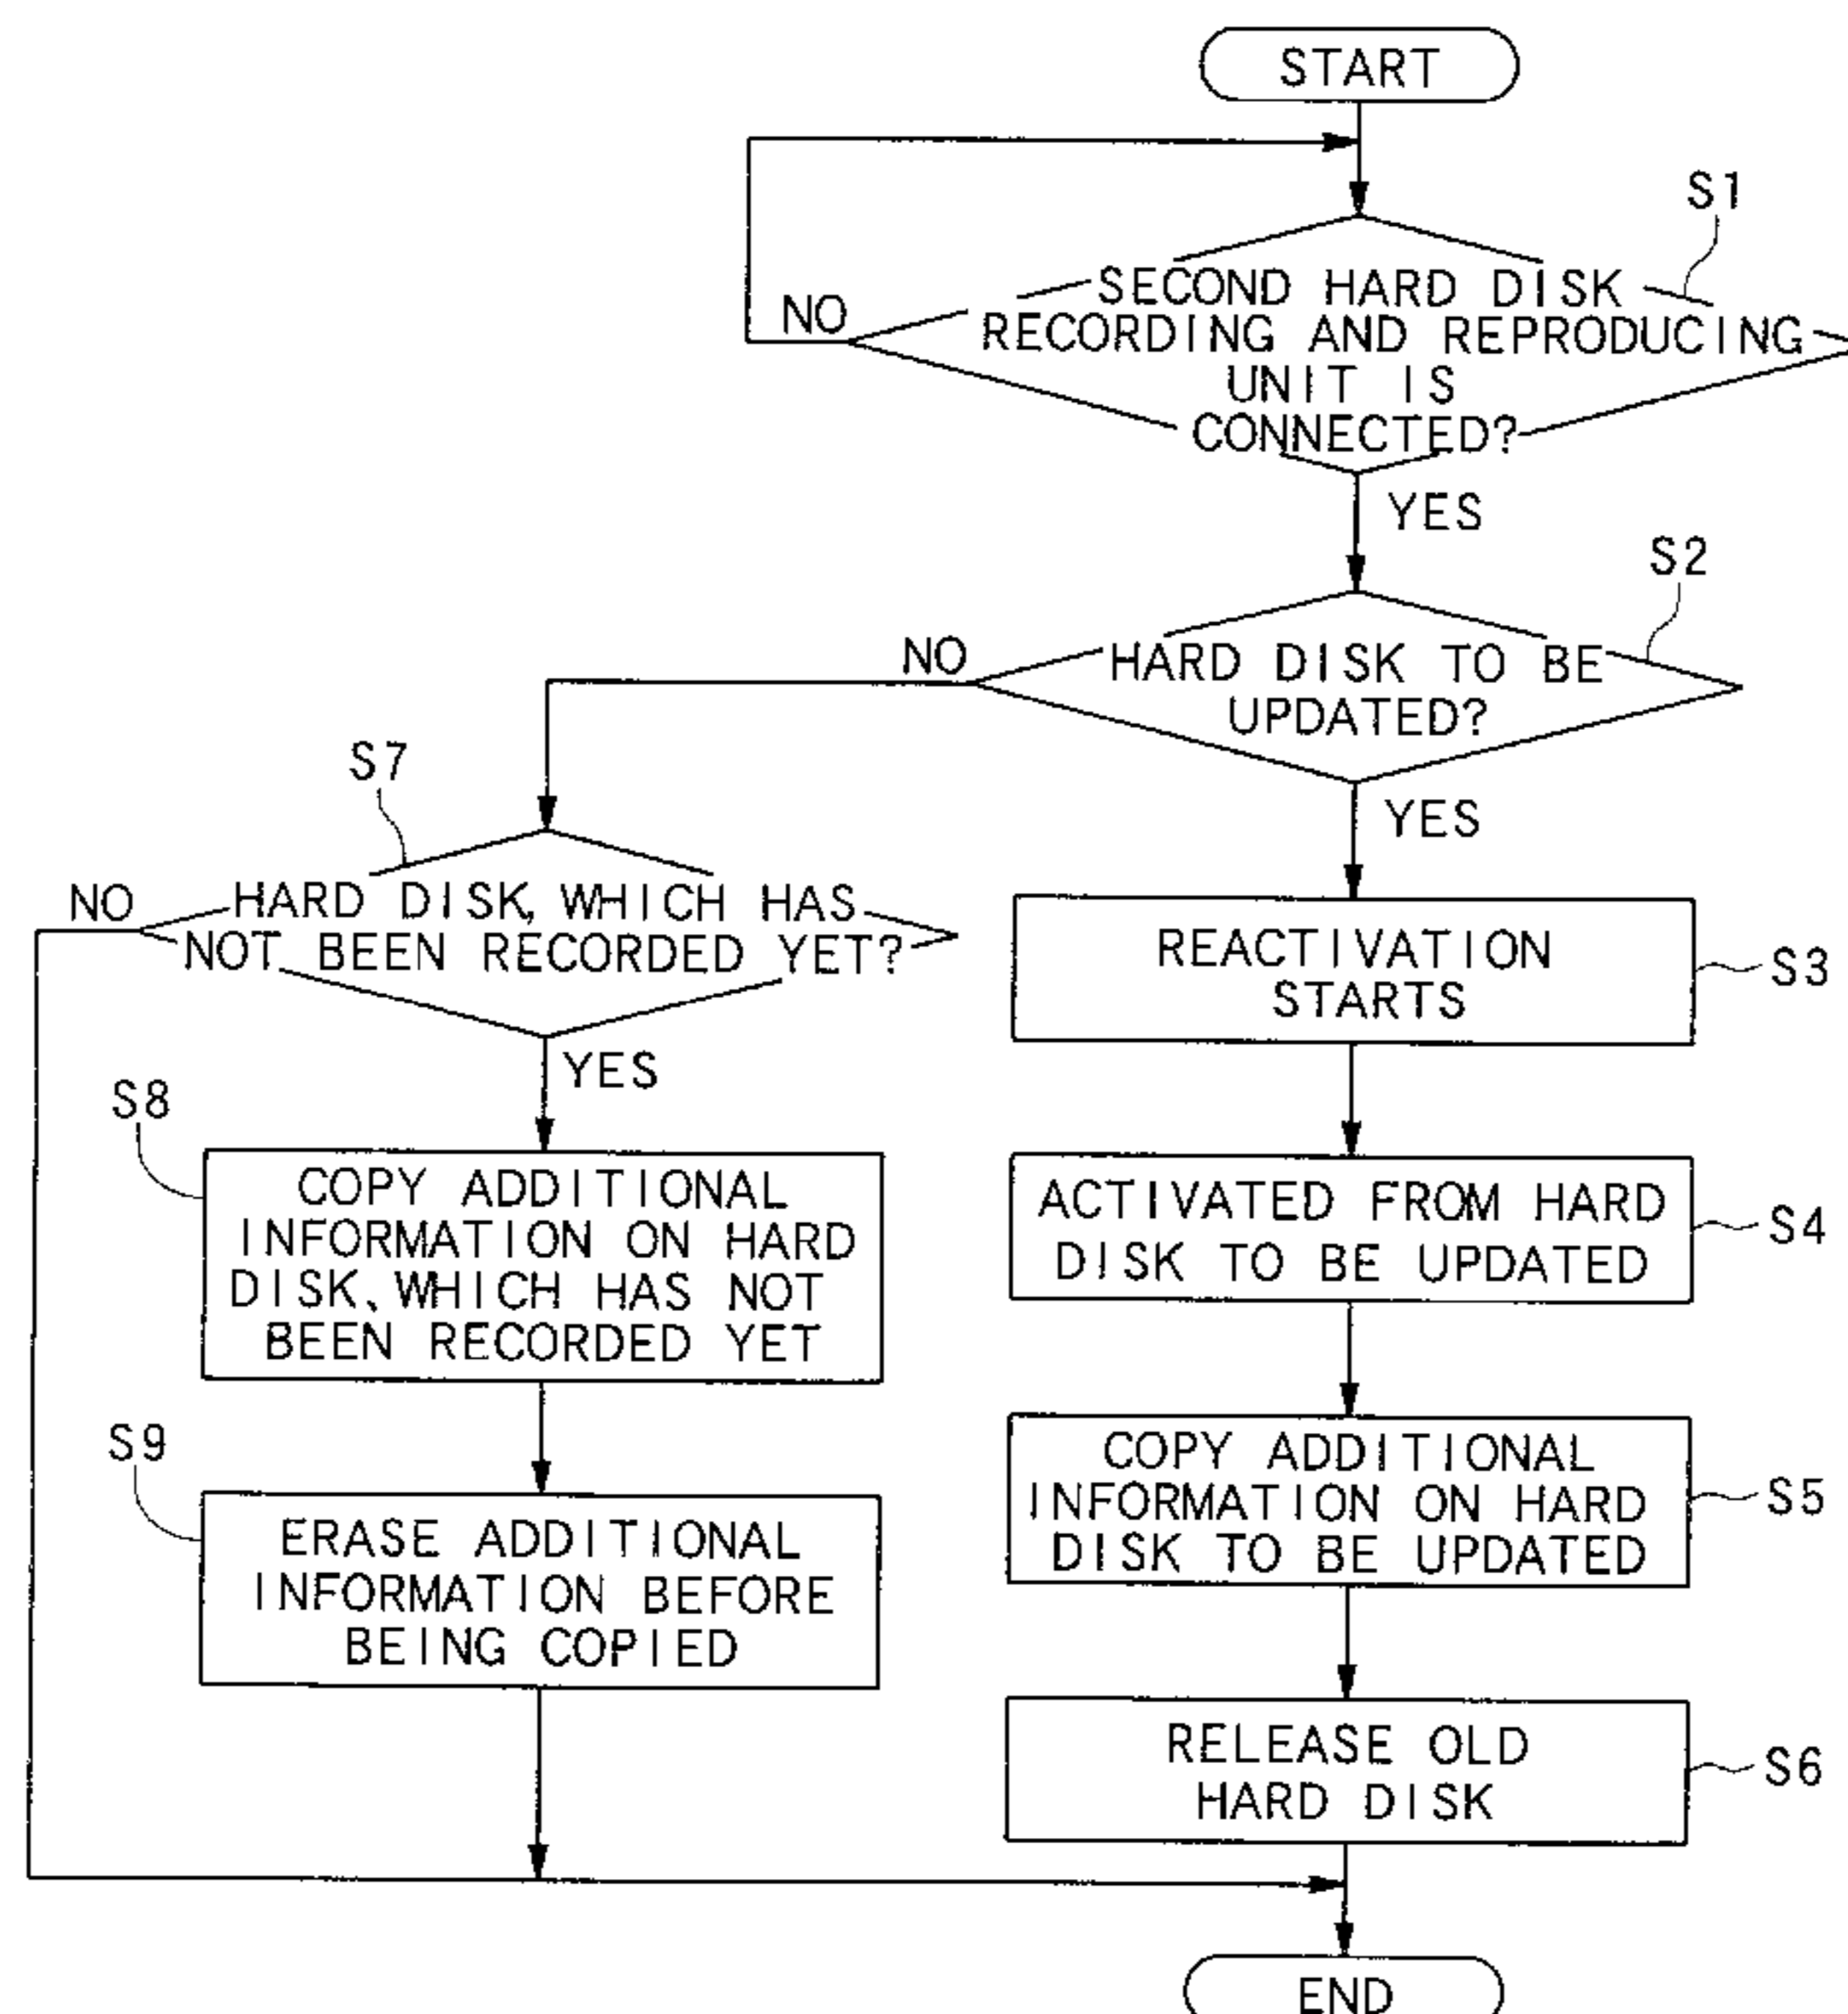 START
S1
NO
SECOND HARD DISK
RECORDING AND REPRODUCING
UNIT IS
CONNECTED?
YES
S2
NO
HARD DISK TO BE
UPDATED?
YES
S7
NO
HARD DISK, WHICH HAS
NOT BEEN RECORDED YET?
YES
REACTIVATION
STARTS
S3
S8
COPY ADDITIONAL
INFORMATION ON HARD
DISK, WHICH HAS NOT
BEEN RECORDED YET
ACTIVATED FROM HARD
DISK TO BE UPDATED
S4
S9
ERASE ADDITIONAL
INFORMATION BEFORE
BEING COPIED
COPY ADDITIONAL
INFORMATION ON HARD
DISK TO BE UPDATED
S5
RELEASE OLD
HARD DISK
S6
END